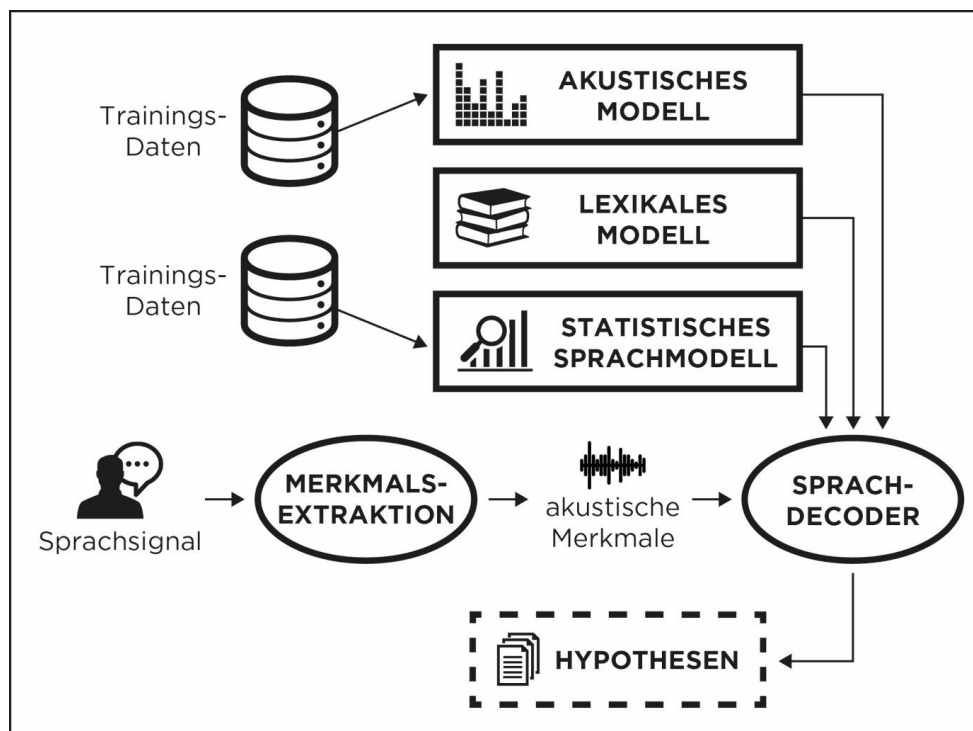 Trainings-
Daten
AKUSTISCHES
MODELL
LEXIKALES
MODELL
Trainings-
Daten
STATISTISCHES
SPRACHMODELL
Sprachsignal
MERKMALS-
EXTRAKTION
akustische
Merkmale
SPRACH-
DECODER
HYPOTHESEN